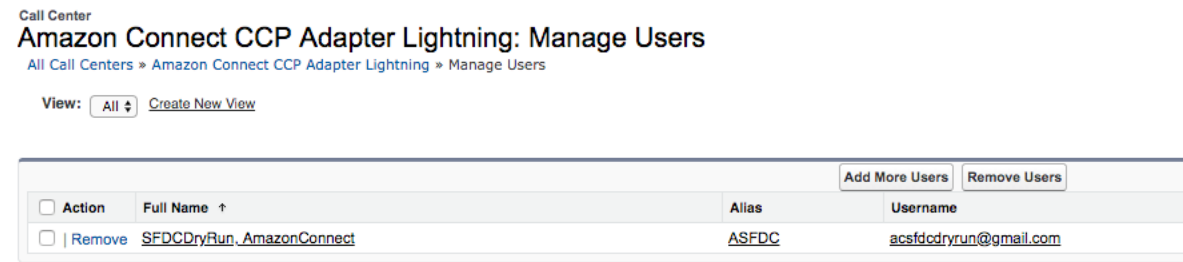 Call Center
Amazon Connect CCP Adapter Lightning: Manage Users
All Call Centers » Amazon Connect CCP Adapter Lightning » Manage Users
View: All Create New View
Add More Users Remove Users
Action Full Name ↑ Alias Username
| Remove SFDCDryRun, AmazonConnect ASFDC acsfdcdryrun@gmail.com